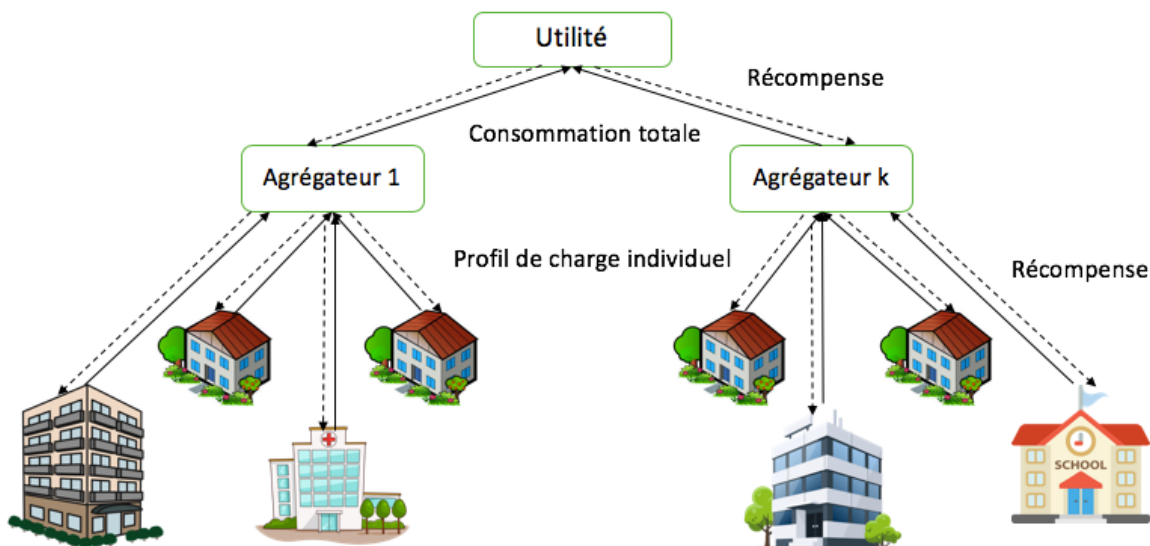 Utilité
Récompense
Consommation totale
Agrégateur 1
Agrégateur k
Profil de charge individuel
Récompense
SCHOOL